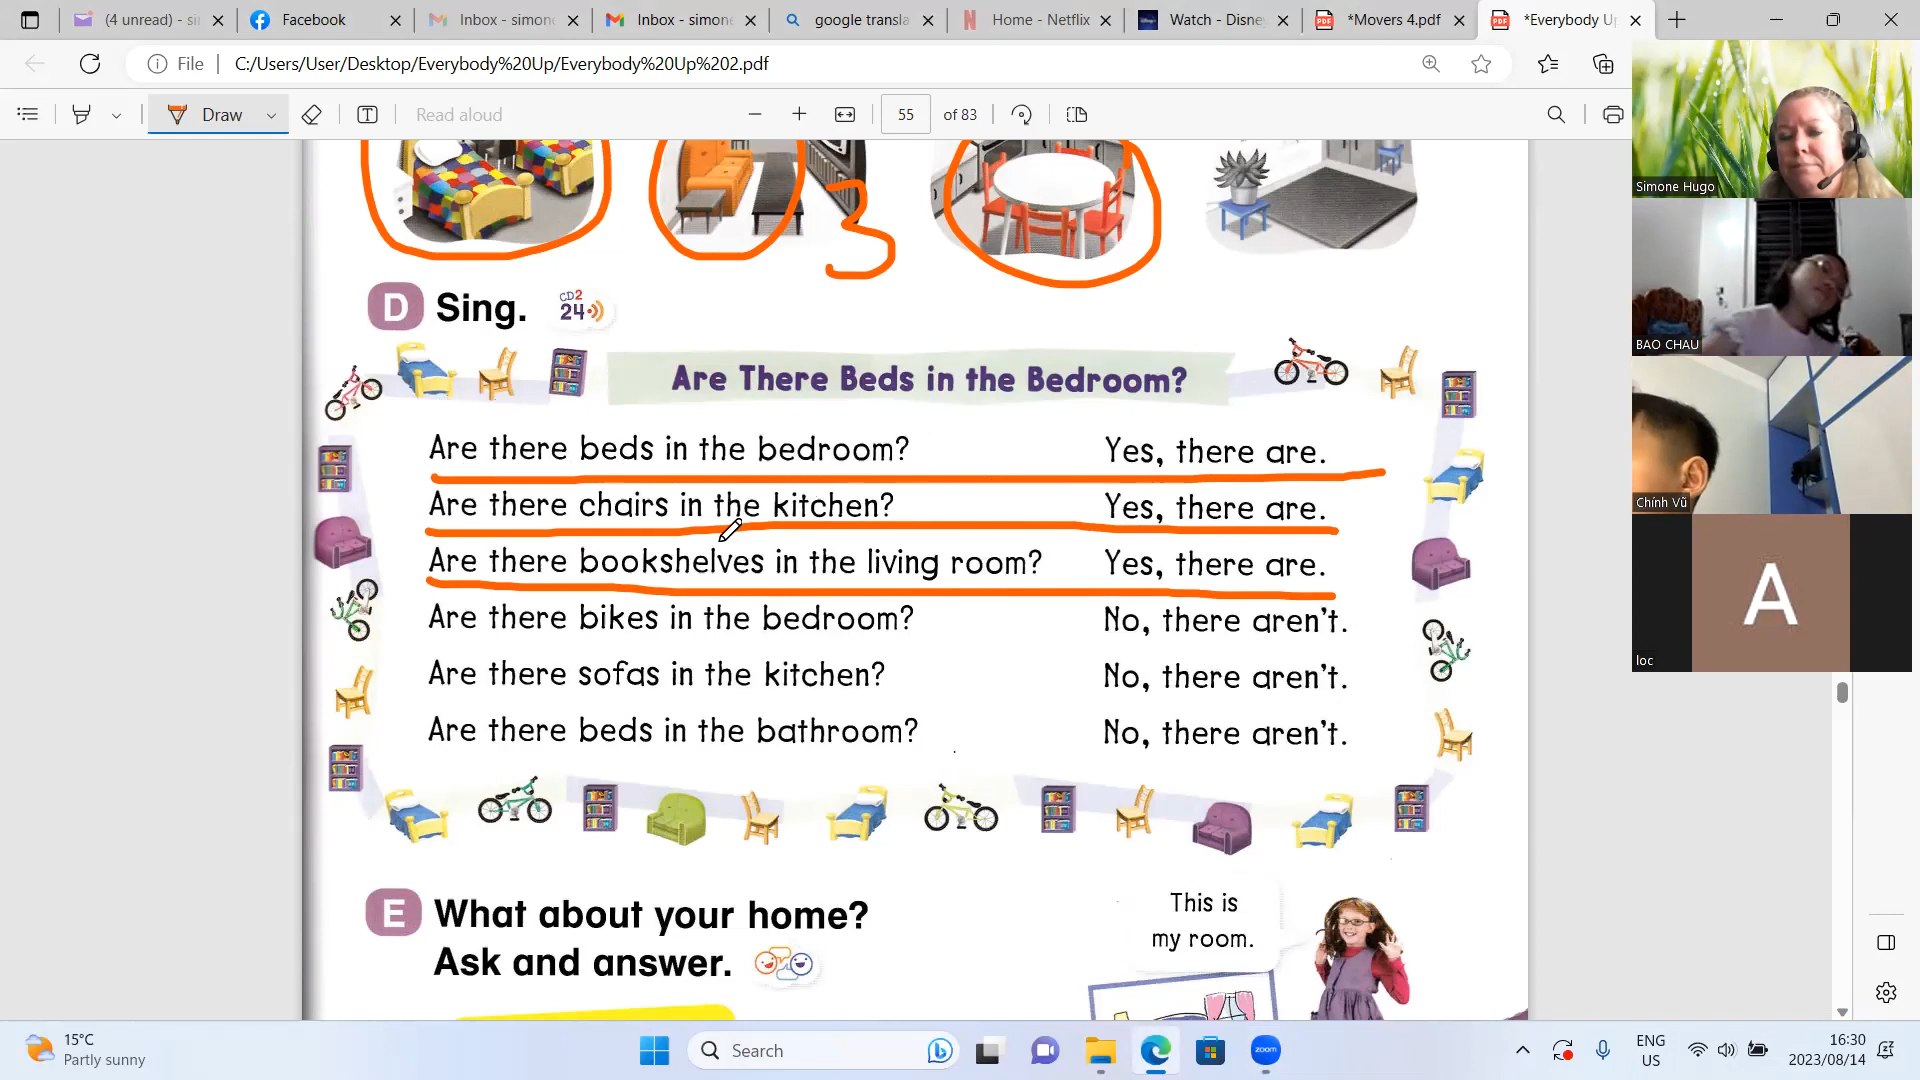 (4 unread) - si
Facebook
Inbox - simone
Inbox - simone
google transla
Home - Netflix
Watch - Disne
*Movers 4.pdf
*Everybody Up
File
C:/Users/User/Desktop/Everybody%20Up/Everybody%20Up%202.pdf
Draw
Read aloud
55
of 83
Simone Hugo
BAO CHAU
Chính Vũ
A
loc
3
D Sing.
CD2
24
Are There Beds in the Bedroom?
Are there beds in the bedroom? Yes, there are.
Are there chairs in the kitchen? Yes, there are.
Are there bookshelves in the living room? Yes, there are.
Are there bikes in the bedroom? No, there aren't.
Are there sofas in the kitchen? No, there aren't.
Are there beds in the bathroom? No, there aren't.
E What about your home?
Ask and answer.
This is
my room.
15°C
Partly sunny
Search
zoom
ENG
US
16:30
2023/08/14